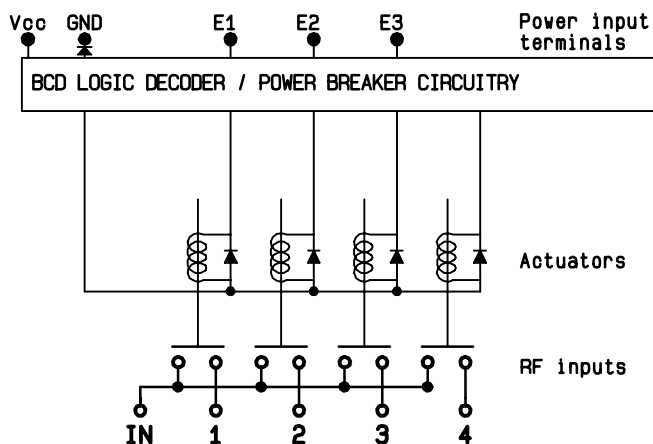 Vcc GND E1 E2 E3 Power input
terminals
BCD LOGIC DECODER / POWER BREAKER CIRCUITRY
Actuators
RF inputs
IN 1 2 3 4